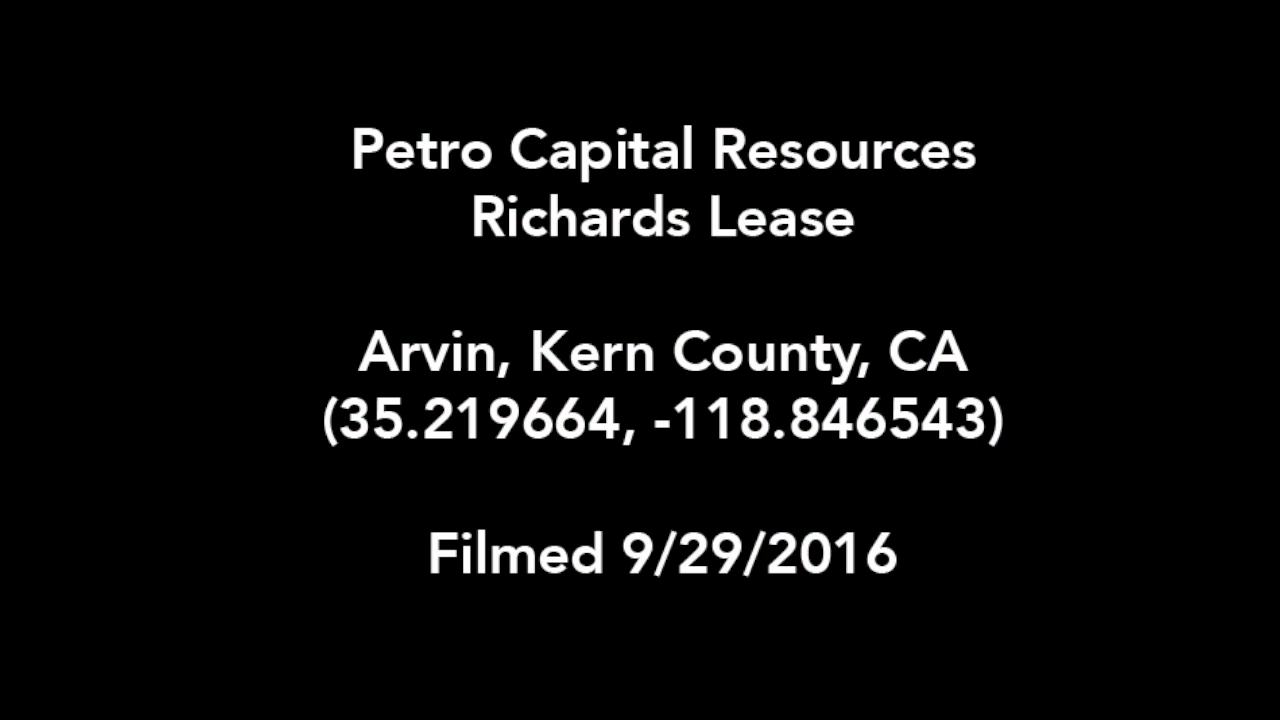 Petro Capital Resources
Richards Lease
Arvin, Kern County, CA
(35.219664, -118.846543)
Filmed 9/29/2016